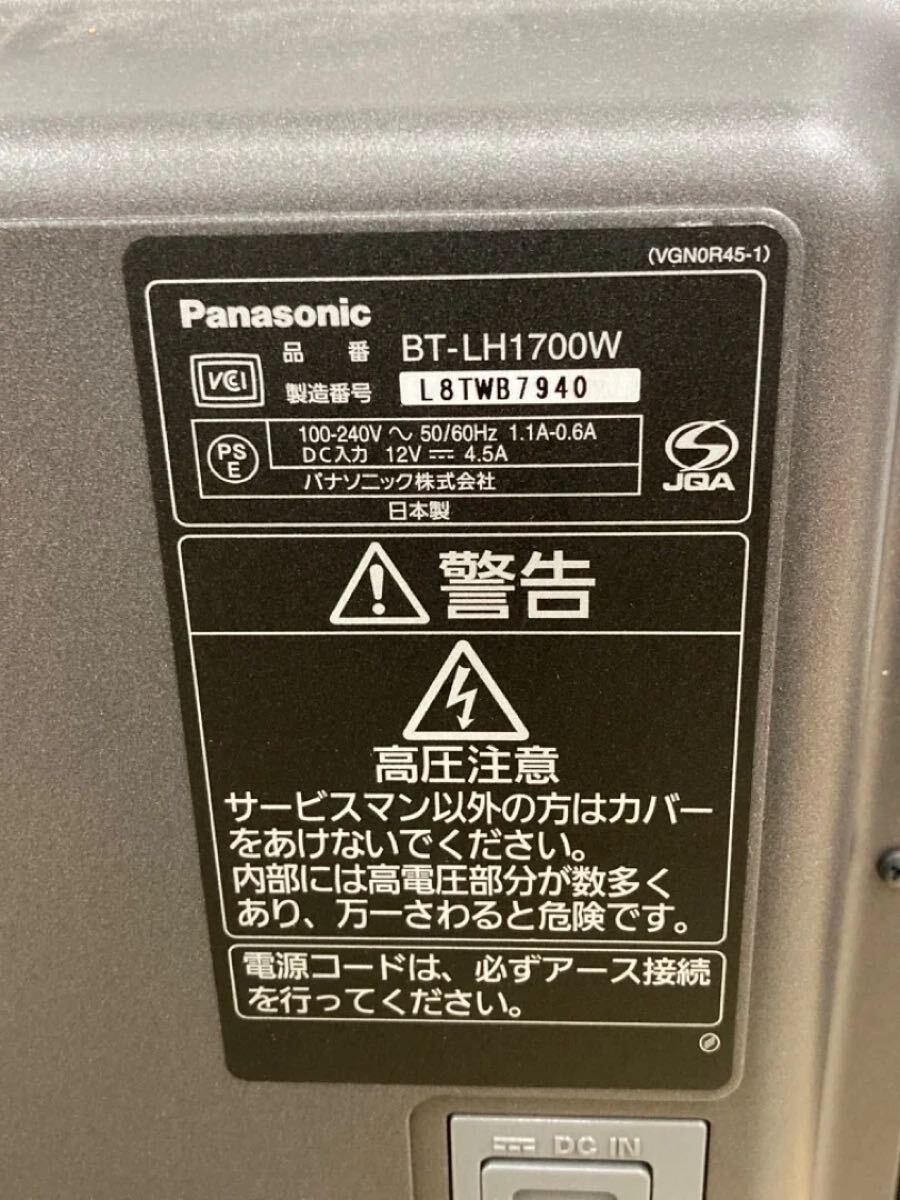 (VGN0R45-1)
Panasonic
品番 BT-LH1700W
VCI
製造番号 L8TWB7940
PS
E
100-240V ～ 50/60Hz 1.1A-0.6A
DC入力 12V ⎓ 4.5A
パナソニック株式会社
JQA
日本製
警告
高圧注意
サービスマン以外の方はカバー
をあけないでください。
内部には高電圧部分が数多く
あり、万一さわると危険です。
電源コードは、必ずアース接続
を行ってください。
⎓ DC IN